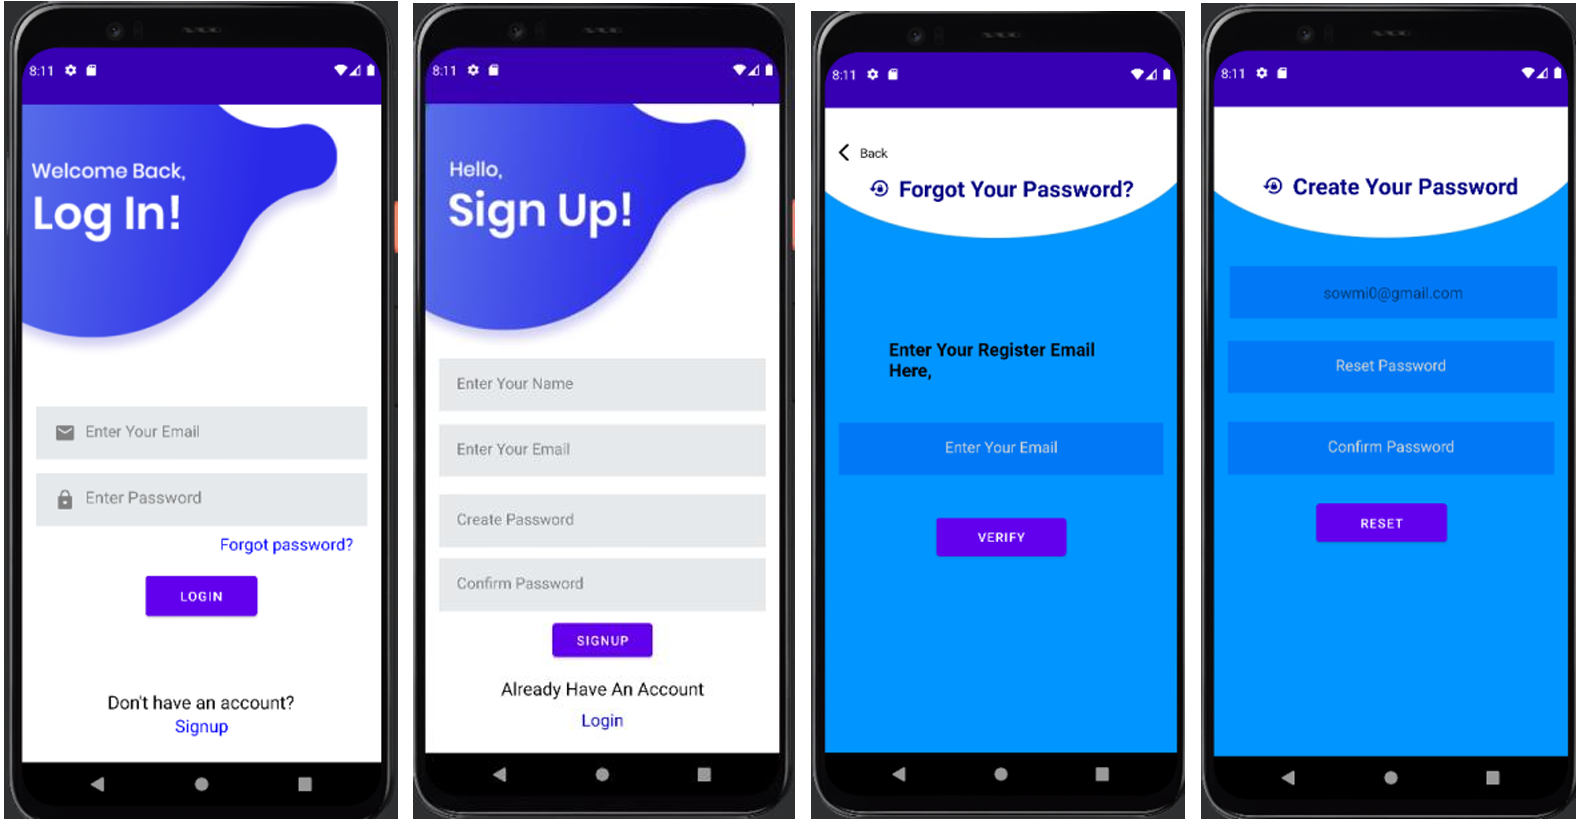 8:11
Welcome Back,
Log In!
Enter Your Email
Enter Password
Forgot password?
LOGIN
Don't have an account?
Signup
8:11
Hello,
Sign Up!
Enter Your Name
Enter Your Email
Create Password
Confirm Password
SIGNUP
Already Have An Account
Login
8:11
Back
Forgot Your Password?
Enter Your Register Email
Here,
Enter Your Email
VERIFY
8:11
Create Your Password
sowmi0@gmail.com
Reset Password
Confirm Password
RESET